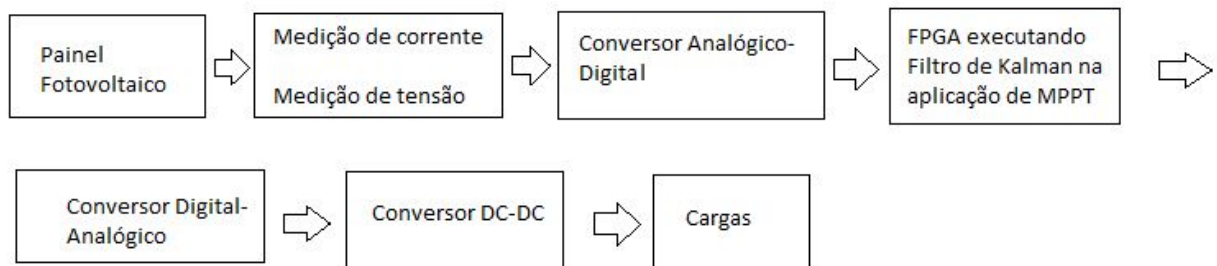 Painel
Fotovoltaico
Medição de corrente
Medição de tensão
Conversor Analógico-
Digital
FPGA executando
Filtro de Kalman na
aplicação de MPPT
Conversor Digital-
Analógico
Conversor DC-DC
Cargas